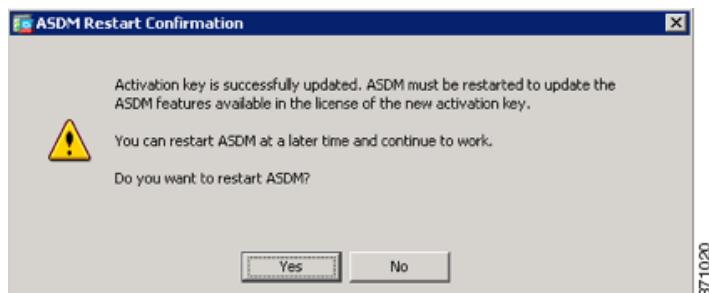 ASDM Restart Confirmation
Activation key is successfully updated. ASDM must be restarted to update the
ASDM features available in the license of the new activation key.
You can restart ASDM at a later time and continue to work.
Do you want to restart ASDM?
Yes
No
371020